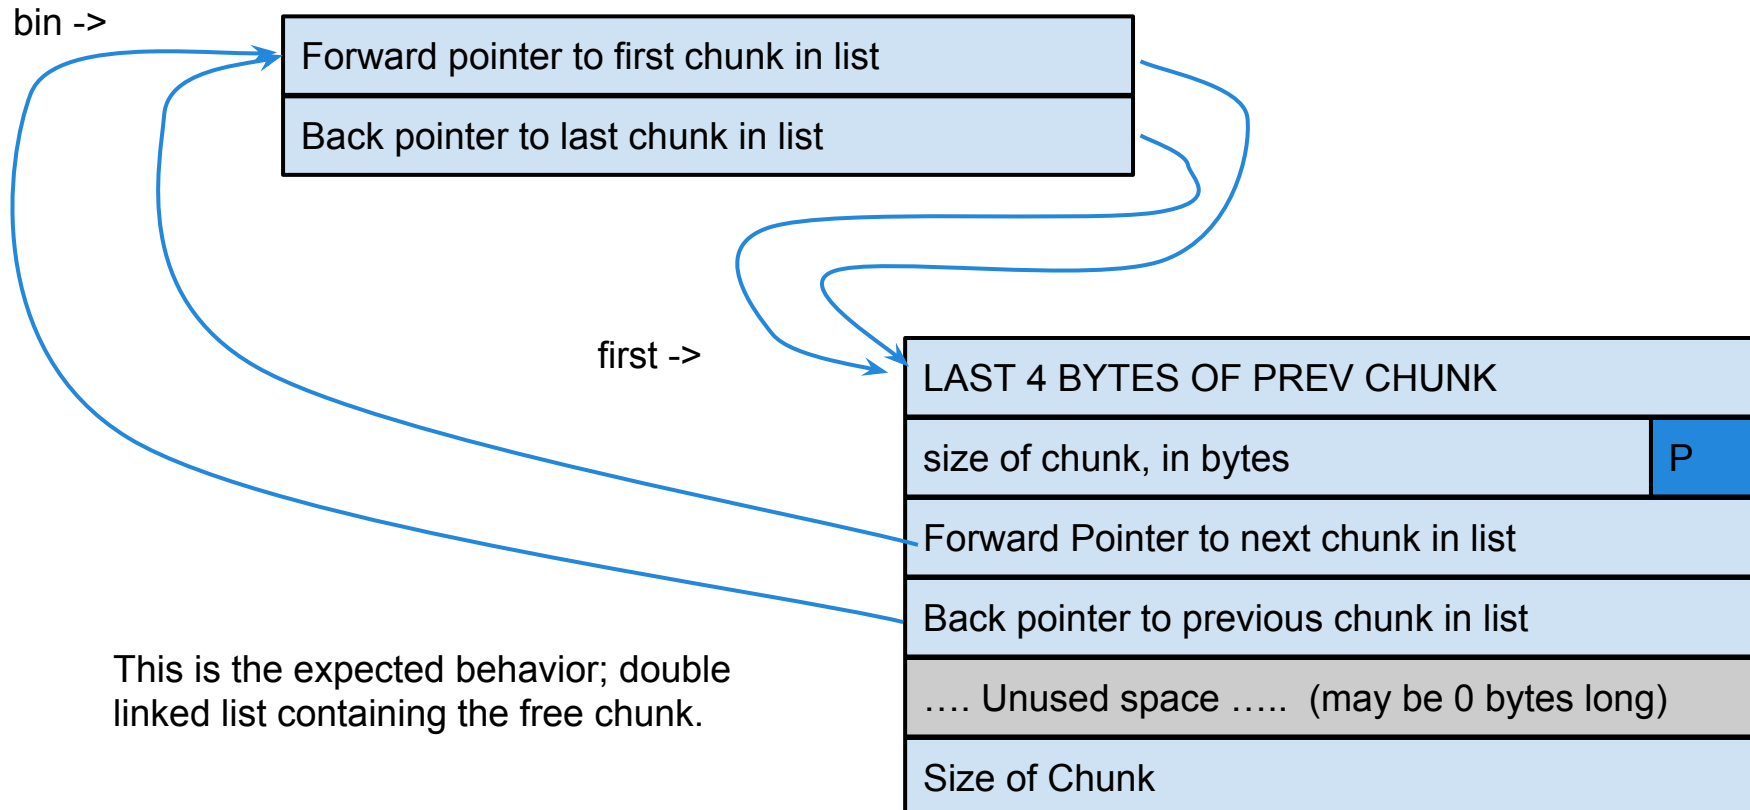 bin ->
Forward pointer to first chunk in list
Back pointer to last chunk in list
first ->
LAST 4 BYTES OF PREV CHUNK
size of chunk, in bytes
P
Forward Pointer to next chunk in list
Back pointer to previous chunk in list
…. Unused space ….. (may be 0 bytes long)
Size of Chunk
This is the expected behavior; double
linked list containing the free chunk.